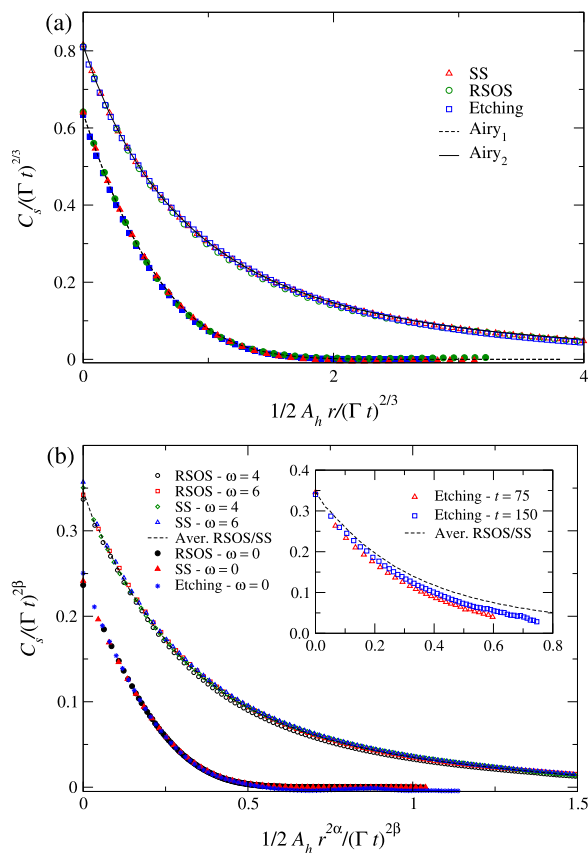 (a)
0.8
0.6
0.4
0.2
0
C_s/(Γ t)^{2/3}
SS
RSOS
Etching
Airy_1
Airy_2
0 1 2 3 4
1/2 A_h r/(Γ t)^{2/3}
(b)
0.3
0.2
0.1
0
C_s/(Γ t)^{2β}
RSOS - ω = 4
RSOS - ω = 6
SS - ω = 4
SS - ω = 6
Aver. RSOS/SS
RSOS - ω = 0
SS - ω = 0
Etching - ω = 0
0.4
0.3
0.2
0.1
0.0
Etching - t = 75
Etching - t = 150
Aver. RSOS/SS
0.0 0.2 0.4 0.6 0.8
0 0.5 1 1.5
1/2 A_h r^{2α}/(Γ t)^{2β}